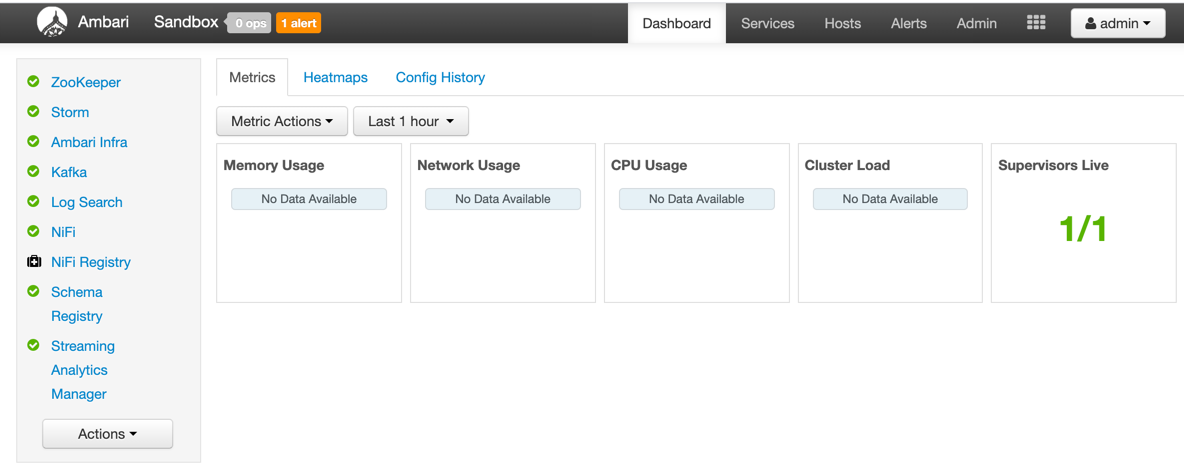 Ambari Sandbox 0 ops 1 alert Dashboard Services Hosts Alerts Admin admin
ZooKeeper
Storm
Ambari Infra
Kafka
Log Search
NiFi
NiFi Registry
Schema
Registry
Streaming
Analytics
Manager
Actions
Metrics Heatmaps Config History
Metric Actions Last 1 hour
Memory Usage
No Data Available
Network Usage
No Data Available
CPU Usage
No Data Available
Cluster Load
No Data Available
Supervisors Live
1/1